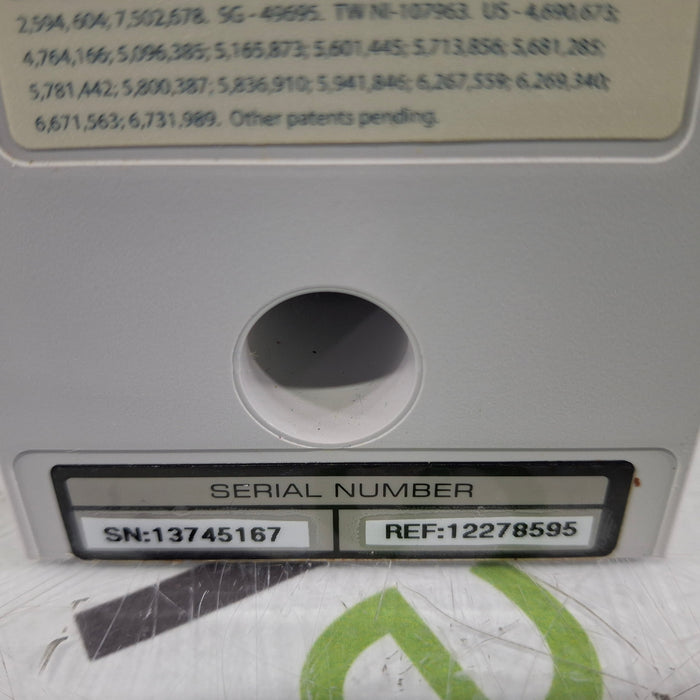 2,594,604; 7,502,678. SG - 49695. TW NI-107963. US - 4,690,673;
4,764,166; 5,096,385; 5,165,873; 5,601,445; 5,713,856; 5,681,285;
5,781,442; 5,800,387; 5,836,910; 5,941,846; 6,267,559; 6,269,340;
6,671,563; 6,731,989. Other patents pending.
SERIAL NUMBER
SN:13745167
REF:12278595